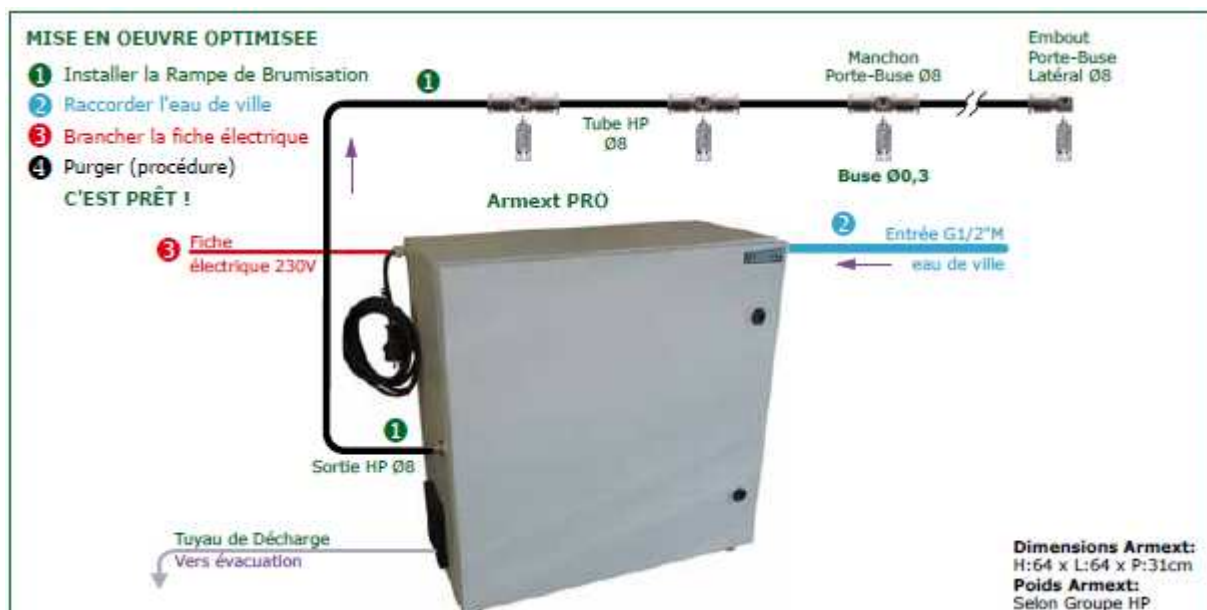 MISE EN OEUVRE OPTIMISEE
1 Installer la Rampe de Brumisation
2 Raccorder l'eau de ville
3 Brancher la fiche électrique
4 Purger (procédure)
C'EST PRÊT !
1
Manchon
Porte-Buse Ø8
Embout
Porte-Buse
Latéral Ø8
Tube HP
Ø8
Buse Ø0,3
Armext PRO
3 Fiche
électrique 230V
2
Entrée G1/2"M
eau de ville
1
Sortie HP Ø8
Tuyau de Décharge
Vers évacuation
Dimensions Armext:
H:64 x L:64 x P:31cm
Poids Armext:
Selon Groupe HP